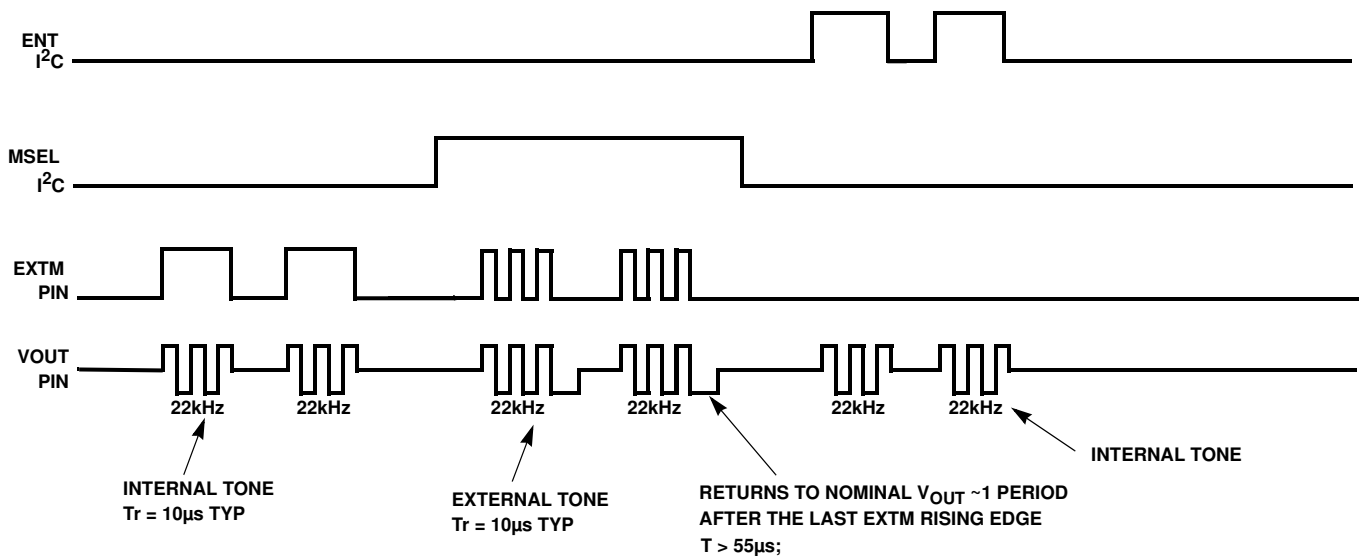 ENT
I²C
MSEL
I²C
EXTM
PIN
VOUT
PIN
22kHz 22kHz 22kHz 22kHz 22kHz 22kHz
INTERNAL TONE
Tr = 10µs TYP
EXTERNAL TONE
Tr = 10µs TYP
RETURNS TO NOMINAL VOUT ~1 PERIOD
AFTER THE LAST EXTM RISING EDGE
T > 55µs;
INTERNAL TONE